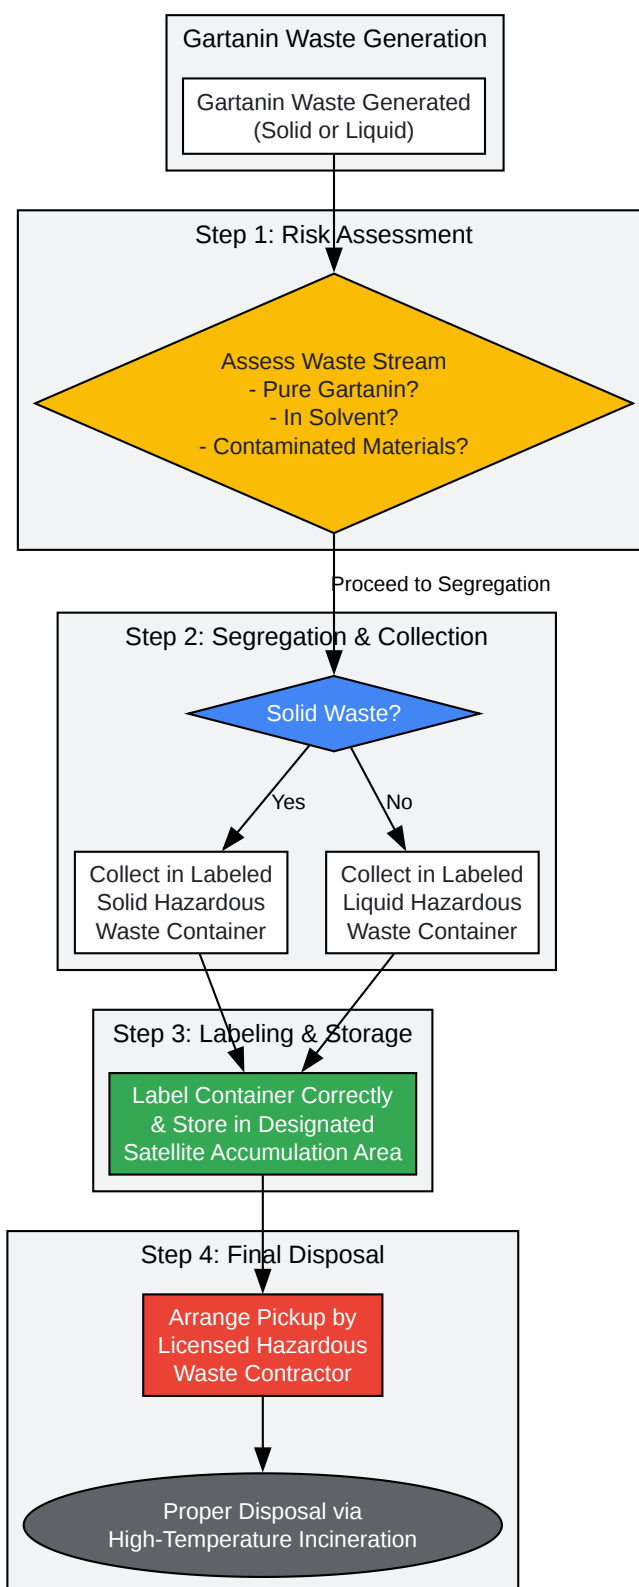 Gartanin Waste Generation
Gartanin Waste Generated
(Solid or Liquid)
Step 1: Risk Assessment
Assess Waste Stream
- Pure Gartanin?
- In Solvent?
- Contaminated Materials?
Proceed to Segregation
Step 2: Segregation & Collection
Solid Waste?
Yes
No
Collect in Labeled
Solid Hazardous
Waste Container
Collect in Labeled
Liquid Hazardous
Waste Container
Step 3: Labeling & Storage
Label Container Correctly
& Store in Designated
Satellite Accumulation Area
Step 4: Final Disposal
Arrange Pickup by
Licensed Hazardous
Waste Contractor
Proper Disposal via
High-Temperature Incineration